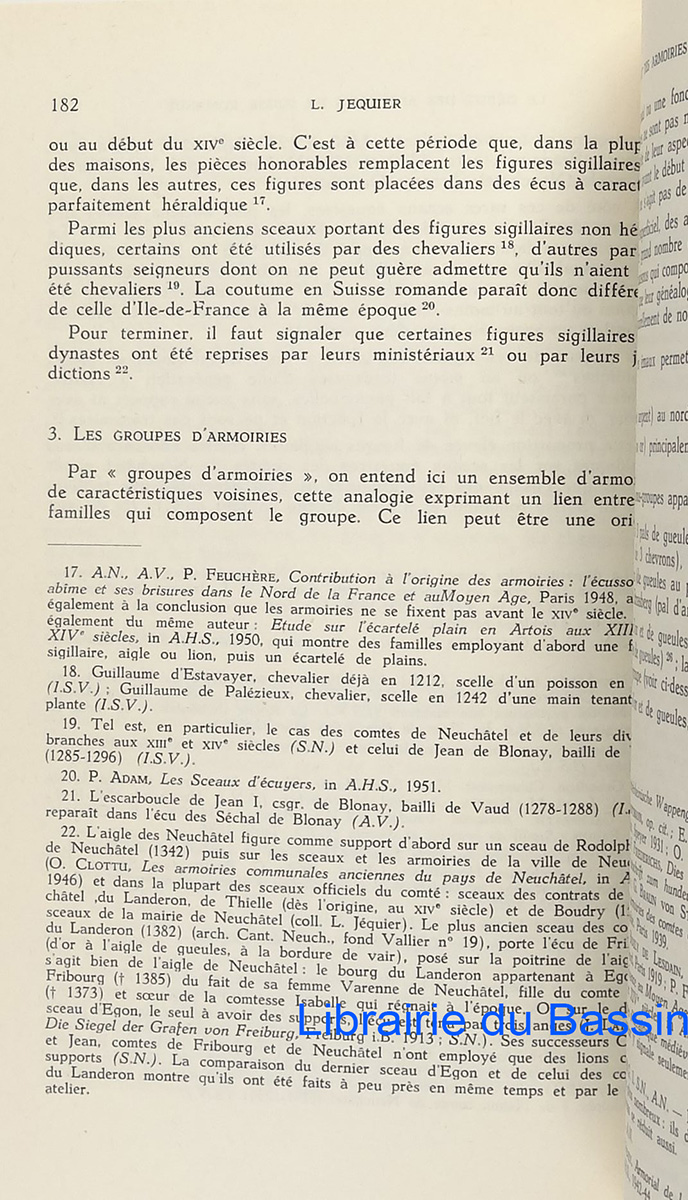 182
L. JEQUIER
ou au début du XIVe siècle. C'est à cette période que, dans la
des maisons, les pièces honorables remplacent les figures sigillaires
que, dans les autres, ces figures sont placées dans des écus à
parfaitement héraldique 17.
Parmi les plus anciens sceaux portant des figures sigillaires non
diques, certains ont été utilisés par des chevaliers 18, d'autres par
puissants seigneurs dont on ne peut guère admettre qu'ils n'aient
été chevaliers 19. La coutume en Suisse romande paraît donc
de celle d'Ile-de-France à la même époque 20.
Pour terminer, il faut signaler que certaines figures sigillaires
dynastes ont été reprises par leurs ministériaux 21 ou par leurs
dictions 22.
3. LES GROUPES D'ARMOIRIES
Par « groupes d'armoiries », on entend ici un ensemble
de caractéristiques voisines, cette analogie exprimant un lien entre
familles qui composent le groupe. Ce lien peut être une
17. A.N., A.V., P. FEUCHÈRE, Contribution à l'origine des armoiries :
abime et ses brisures dans le Nord de la France et auMoyen Age, Paris 1948,
également à la conclusion que les armoiries ne se fixent pas avant le XIVe siècle.
également du même auteur : Etude sur l'écartelé plain en Artois aux
XIVe siècles, in A.H.S., 1950, qui montre des familles employant d'abord une
sigillaire, aigle ou lion, puis un écartelé de plains.
18. Guillaume d'Estavayer, chevalier déjà en 1212, scelle d'un poisson en
(I.S.V.) ; Guillaume de Palézieux, chevalier, scelle en 1242 d'une main tenant
plante (I.S.V.).
19. Tel est, en particulier, le cas des comtes de Neuchâtel et de leurs
branches aux XIIIe et XIVe siècles (S.N.) et celui de Jean de Blonay, bailli de
(1285-1296) (I.S.V.).
20. P. ADAM, Les Sceaux d'écuyers, in A.H.S., 1951.
21. L'escarboucle de Jean I, csgr. de Blonay, bailli de Vaud (1278-1288)
reparaît dans l'écu des Séchal de Blonay (A.V.).
22. L'aigle des Neuchâtel figure comme support d'abord sur un sceau de
de Neuchâtel (1342) puis sur les sceaux et les armoiries de la ville de
(O. CLOTTU, Les armoiries communales anciennes du pays de Neuchâtel, in
1946) et dans la plupart des sceaux officiels du comté : sceaux des contrats de
châtel ,du Landeron, de Thielle (dès l'origine, au XIVe siècle) et de Boudry
sceaux de la mairie de Neuchâtel (coll. L. Jéquier). Le plus ancien sceau des
du Landeron (1382) (arch. Cant. Neuch., fond Vallier n° 19), porte l'écu de
(d'or à l'aigle de gueules, à la bordure de vair), posé sur la poitrine de
s'agit bien de l'aigle de Neuchâtel : le bourg du Landeron appartenant à
Fribourg († 1385) du fait de sa femme Varenne de Neuchâtel, fille du comte
(† 1373) et sœur de la comtesse Isabelle qui régnait à l'époque.
sceau d'Egon, le seul à avoir des
Die Siegel der Grafen von Freiburg, Freiburg i.B. 1913 ; S.N.). Ses successeurs
et Jean, comtes de Fribourg et de Neuchâtel n'ont employé que des lions
supports (S.N.). La comparaison du dernier sceau d'Egon et de celui des
du Landeron montre qu'ils ont été faits à peu près en même temps et par le
atelier.
Librairie du Bassin